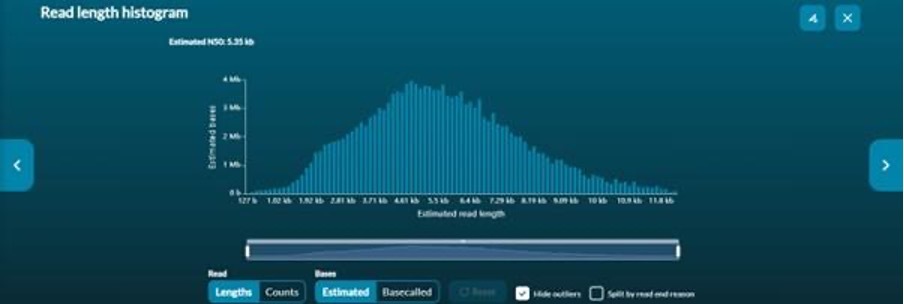 Read length histogram
Estimated N50: 5.35 kb
4 Mb
3 Mb
2 Mb
1 Mb
0 b
Estimated bases
127 b 1.02 kb 1.92 kb 2.81 kb 3.71 kb 4.61 kb 5.5 kb 6.4 kb 7.29 kb 8.19 kb 9.09 kb 10 kb 10.9 kb 11.8 kb
Estimated read length
Read Bases
Lengths Counts Estimated Basecalled Reset Hide outliers Split by read end reason